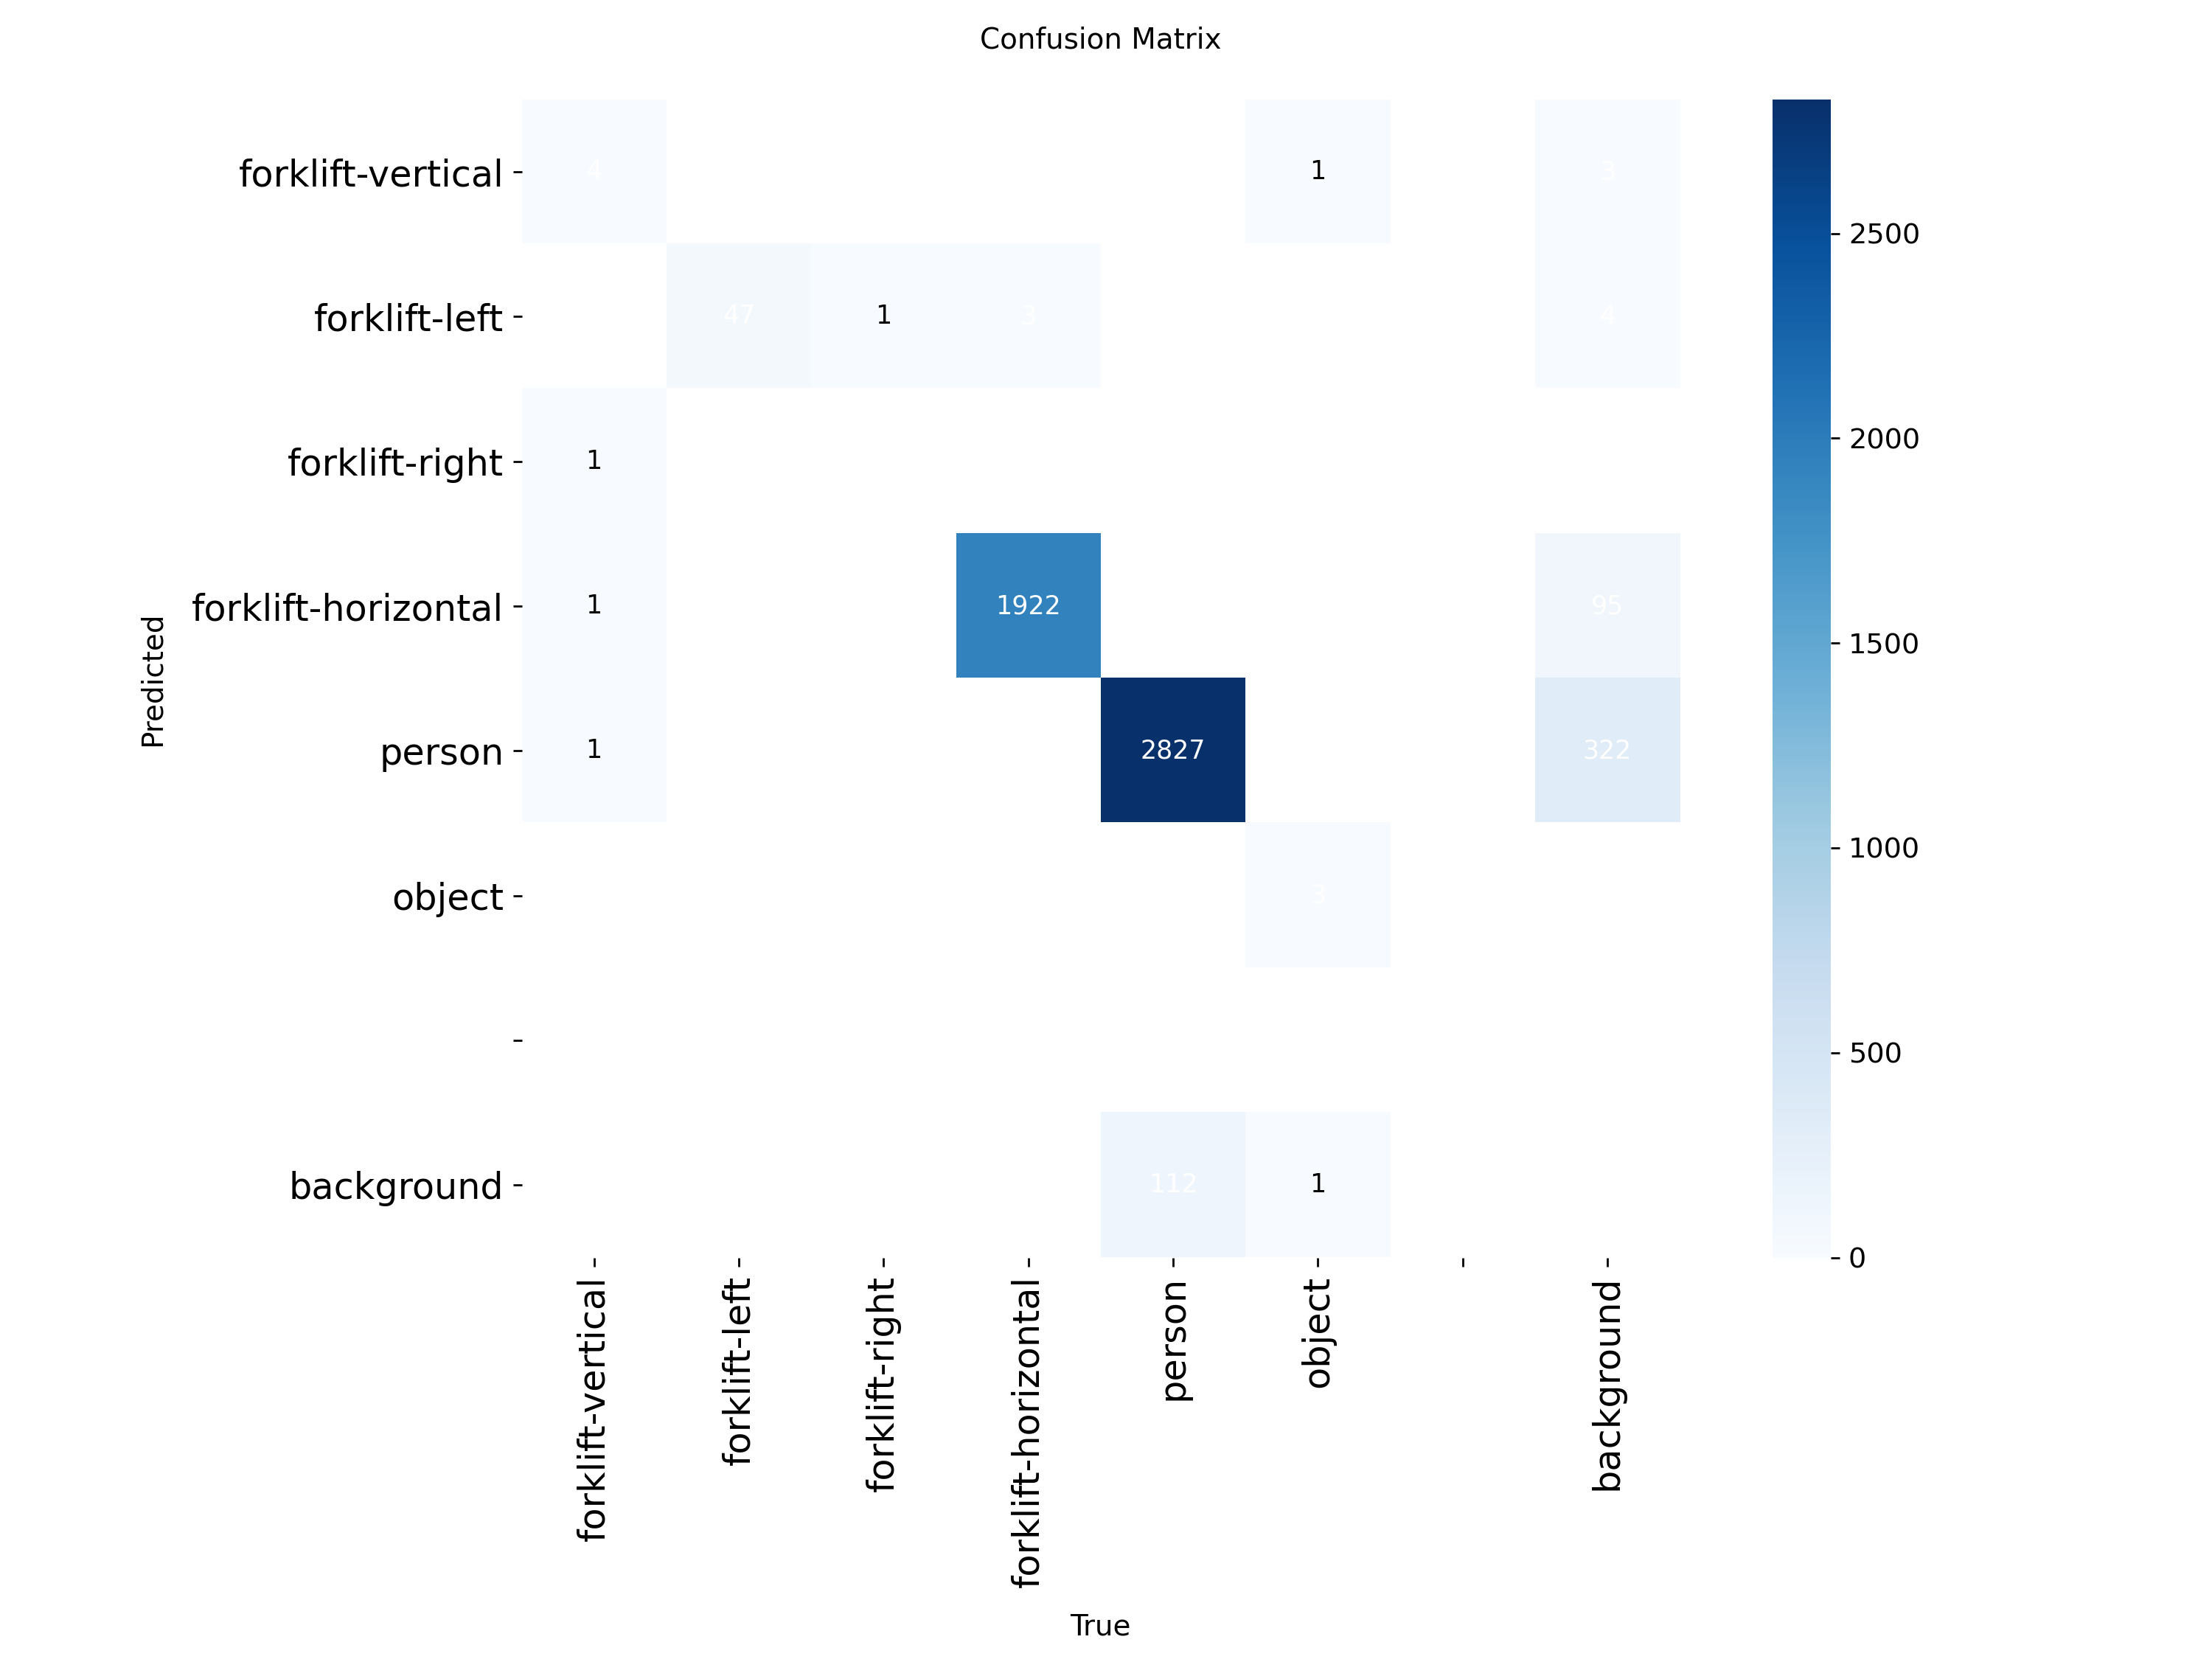 Confusion Matrix
forklift-vertical 4 1 3
forklift-left 47 1 3 4
forklift-right 1
forklift-horizontal 1 1922 95
person 1 2827 322
object 3
background 112 1
Predicted
forklift-vertical forklift-left forklift-right forklift-horizontal person object background
True
2500
2000
1500
1000
500
0